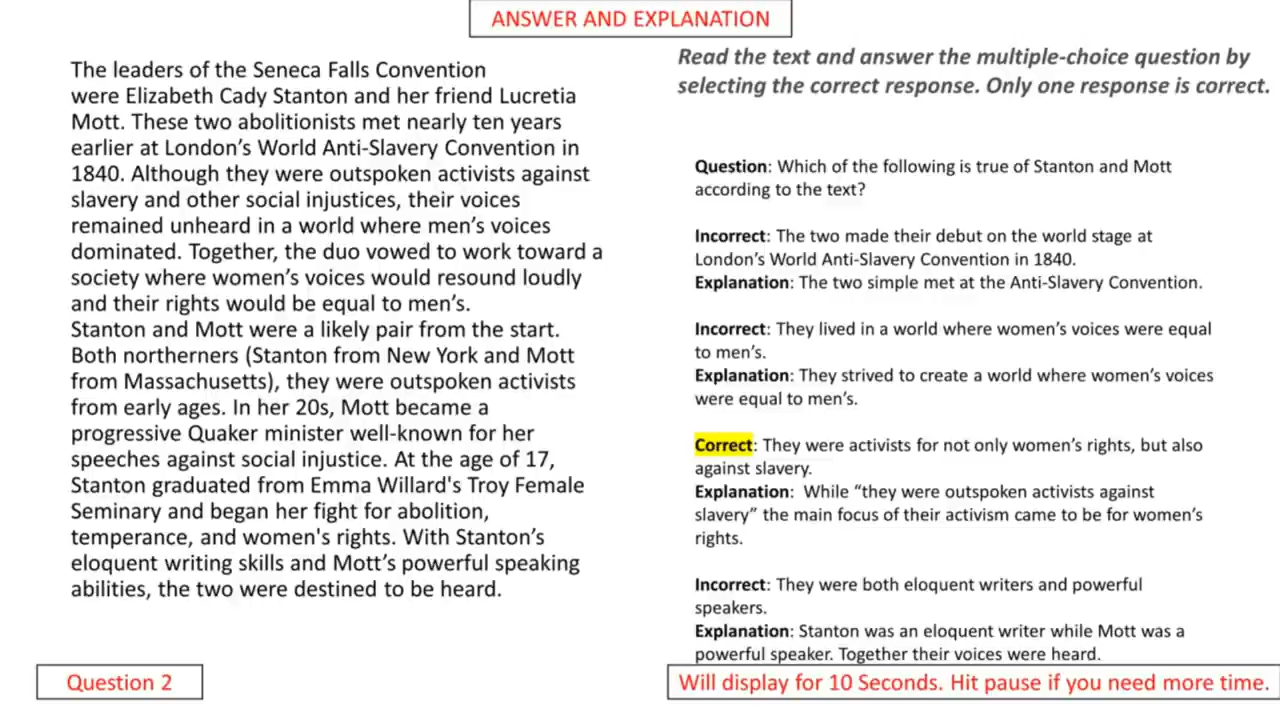 ANSWER AND EXPLANATION
The leaders of the Seneca Falls Convention
were Elizabeth Cady Stanton and her friend Lucretia
Mott. These two abolitionists met nearly ten years
earlier at London’s World Anti-Slavery Convention in
1840. Although they were outspoken activists against
slavery and other social injustices, their voices
remained unheard in a world where men’s voices
dominated. Together, the duo vowed to work toward a
society where women’s voices would resound loudly
and their rights would be equal to men’s.
Stanton and Mott were a likely pair from the start.
Both northerners (Stanton from New York and Mott
from Massachusetts), they were outspoken activists
from early ages. In her 20s, Mott became a
progressive Quaker minister well-known for her
speeches against social injustice. At the age of 17,
Stanton graduated from Emma Willard's Troy Female
Seminary and began her fight for abolition,
temperance, and women's rights. With Stanton’s
eloquent writing skills and Mott’s powerful speaking
abilities, the two were destined to be heard.
Read the text and answer the multiple-choice question by
selecting the correct response. Only one response is correct.
Question: Which of the following is true of Stanton and Mott
according to the text?
Incorrect: The two made their debut on the world stage at
London’s World Anti-Slavery Convention in 1840.
Explanation: The two simple met at the Anti-Slavery Convention.
Incorrect: They lived in a world where women’s voices were equal
to men’s.
Explanation: They strived to create a world where women’s voices
were equal to men’s.
Correct: They were activists for not only women’s rights, but also
against slavery.
Explanation: While “they were outspoken activists against
slavery” the main focus of their activism came to be for women’s
rights.
Incorrect: They were both eloquent writers and powerful
speakers.
Explanation: Stanton was an eloquent writer while Mott was a
powerful speaker. Together their voices were heard.
Question 2
Will display for 10 Seconds. Hit pause if you need more time.